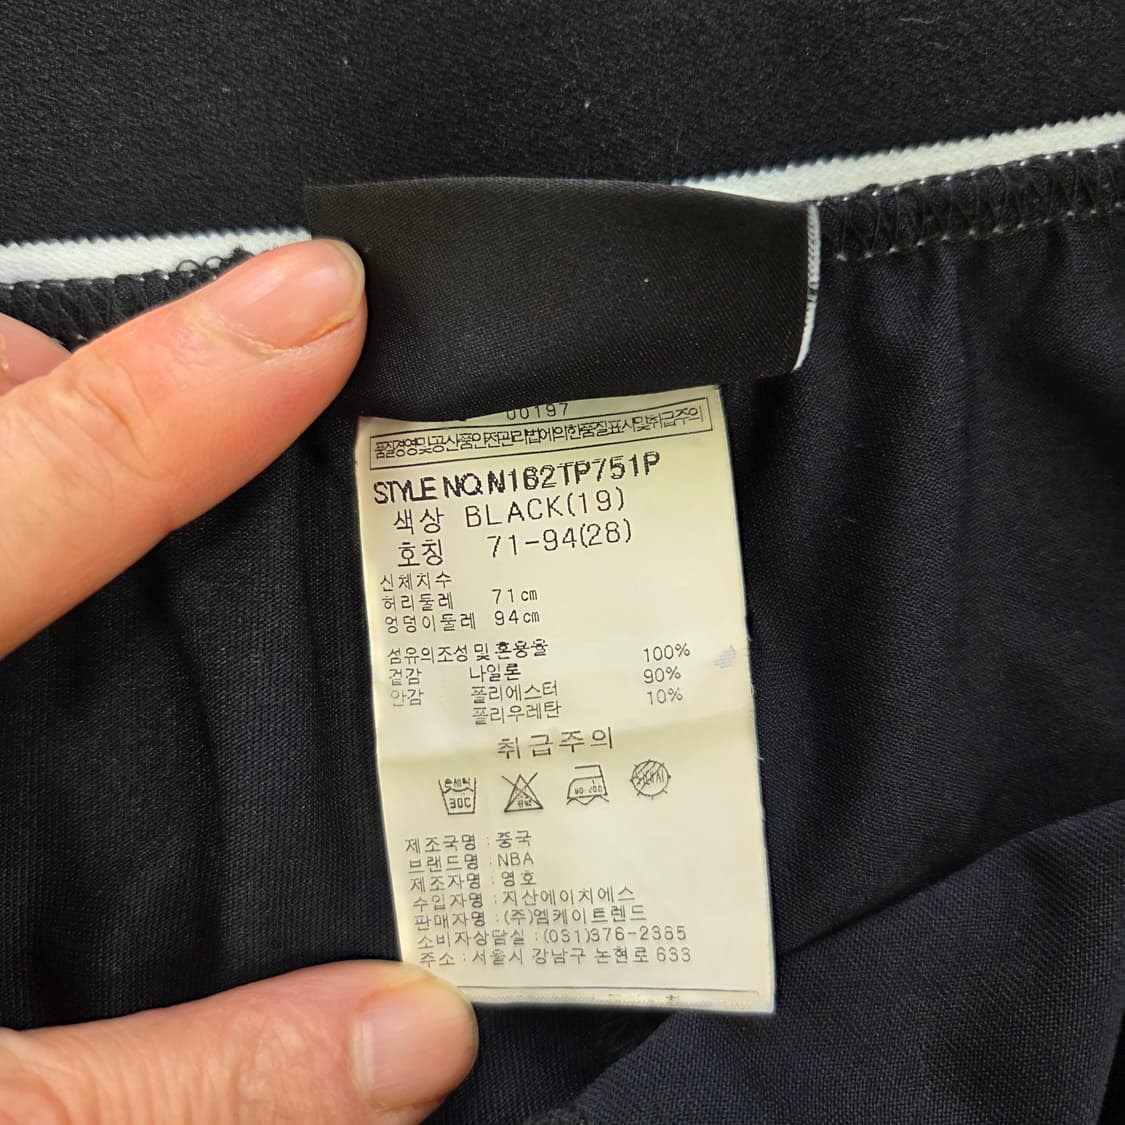 00197
품질경영및공산품안전관리법에의한품질표시및취급주의
STYLE NO.N162TP751P
색상 BLACK(19)
호칭 71-94(28)
신체치수
허리둘레 71cm
엉덩이둘레 94cm
섬유의조성 및 혼용율
겉감 나일론 100%
안감 폴리에스터 90%
폴리우레탄 10%
취급주의
제조국명 : 중국
브랜드명 : NBA
제조자명 : 영호
수입자명 : 지산에이치에스
판매자명 : (주)엠케이트렌드
소비자상담실 : (031)376-2365
주소 : 서울시 강남구 논현로 633